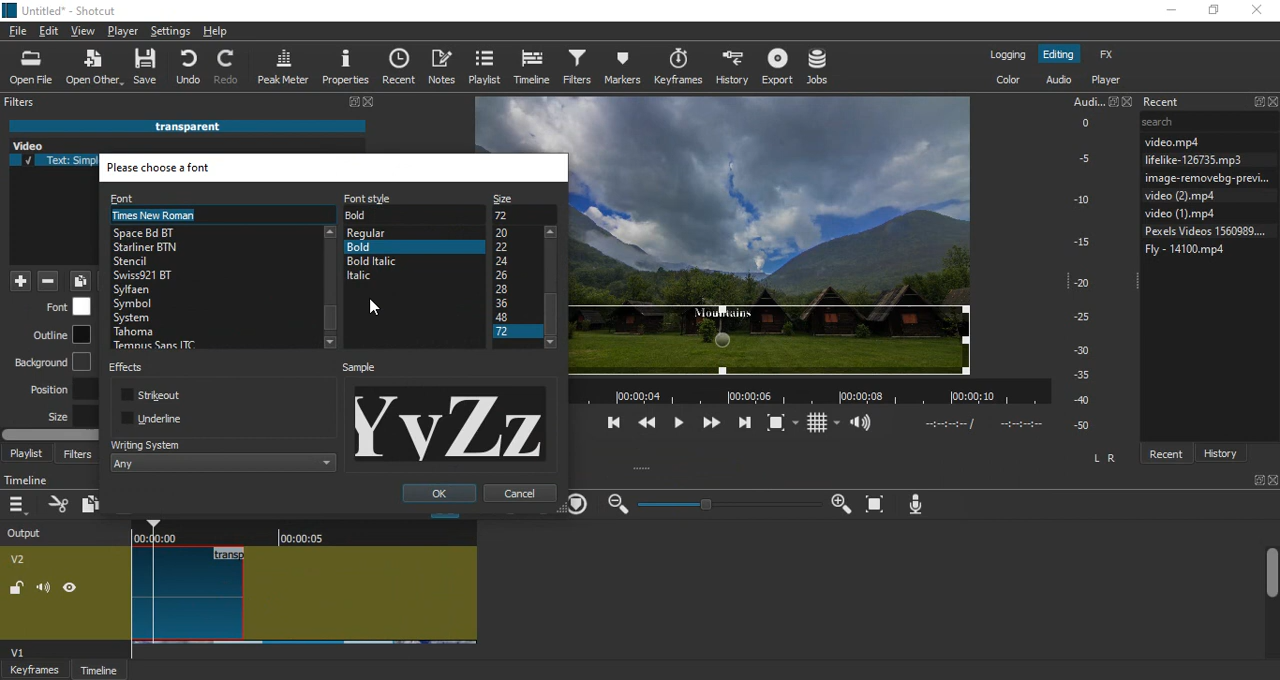 Untitled* - Shotcut
File Edit View Player Settings Help
Open File Open Other... Save Undo Redo Peak Meter Properties Recent Notes Playlist Timeline Filters Markers Keyframes History Export Jobs
Logging Editing FX
Color Audio Player
Filters
transparent
Video
✓ Text: Simpl
Font
Outline
Background
Position
Size
Playlist Filters
Please choose a font
Font
Times New Roman
Space Bd BT
Starliner BTN
Stencil
Swiss921 BT
Sylfaen
Symbol
System
Tahoma
Tempus Sans ITC
Font style
Bold
Regular
Bold
Bold Italic
Italic
Size
72
20
22
24
26
28
36
48
72
Effects
Strikeout
Underline
Writing System
Any
Sample
YyZz
OK Cancel
Mountains
00:00:04 00:00:06 00:00:08 00:00:10
--:--:--:-- / --:--:--:--
Audi...
0
-5
-10
-15
-20
-25
-30
-35
-40
-50
L R
Recent
search
video.mp4
lifelike-126735.mp3
image-removebg-previ...
video (2).mp4
video (1).mp4
Pexels Videos 1560989....
Fly - 14100.mp4
Recent History
Timeline
Output
00:00:00 00:00:05
V2
transp
V1
Keyframes Timeline